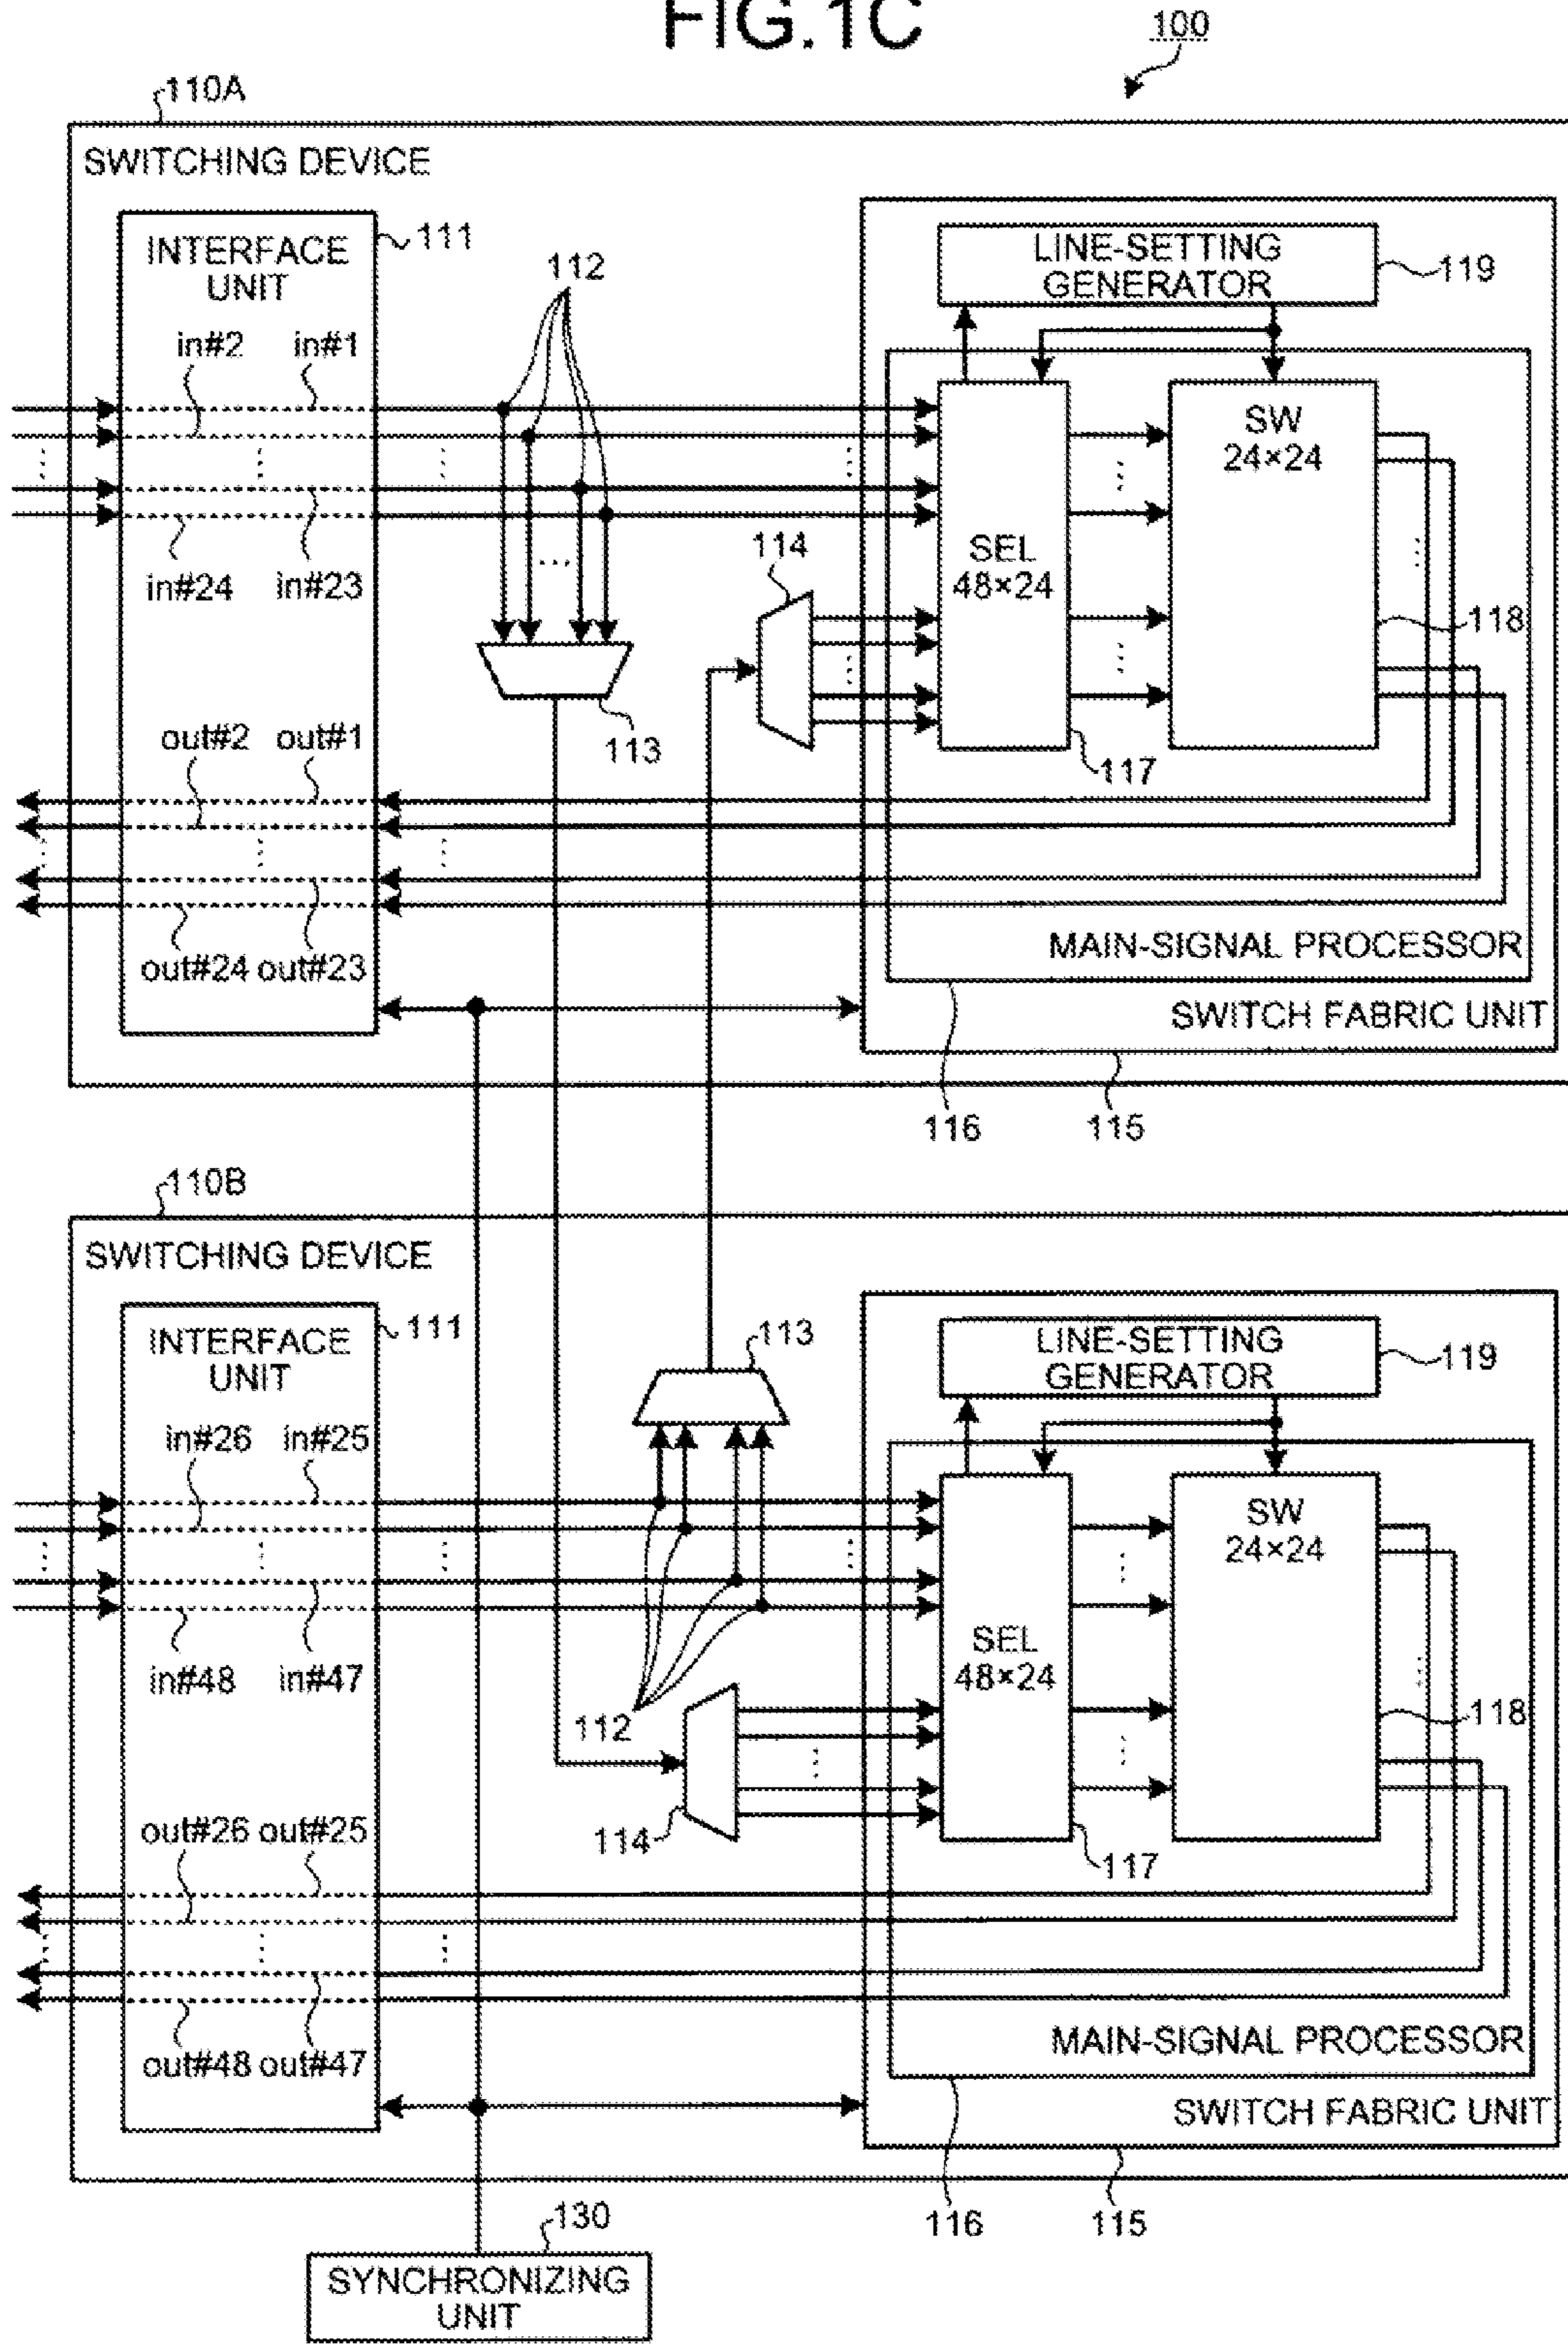 FIG.1C
100
110A
SWITCHING DEVICE
INTERFACE
UNIT
111
112
LINE-SETTING
GENERATOR
119
in#2 in#1
in#24 in#23
SEL
48×24
SW
24×24
114
118
113
117
out#2 out#1
out#24 out#23
MAIN-SIGNAL PROCESSOR
SWITCH FABRIC UNIT
116
115
110B
SWITCHING DEVICE
INTERFACE
UNIT
111
113
LINE-SETTING
GENERATOR
119
in#26 in#25
in#48 in#47
SEL
48×24
SW
24×24
112
118
114
117
out#26 out#25
out#48 out#47
MAIN-SIGNAL PROCESSOR
SWITCH FABRIC UNIT
116
115
130
SYNCHRONIZING
UNIT